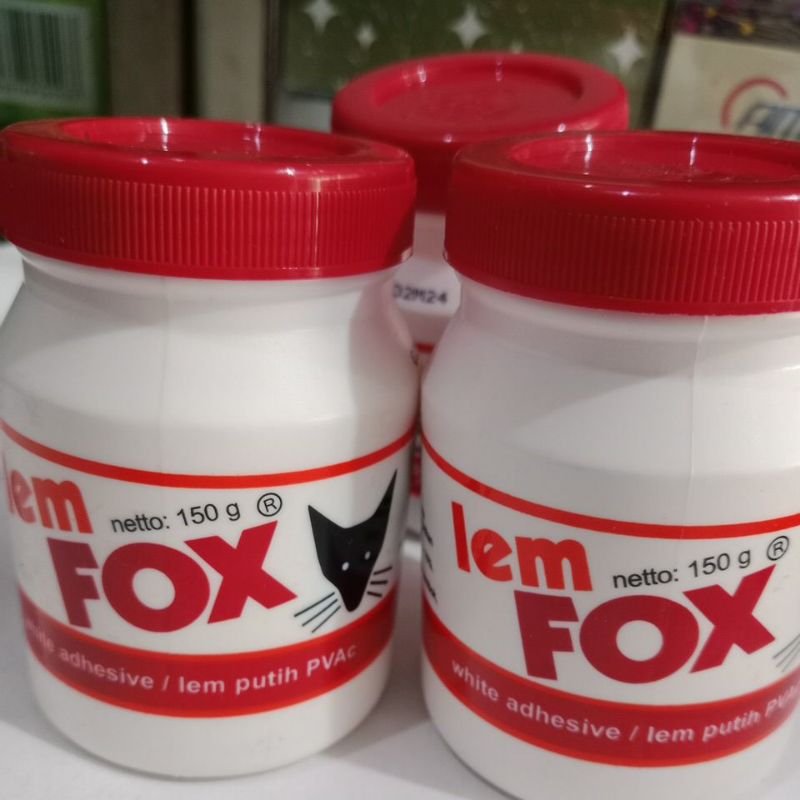 lem
netto: 150 g ®
FOX
white adhesive / lem putih PVAc
lem
netto: 150 g ®
FOX
white adhesive / lem putih